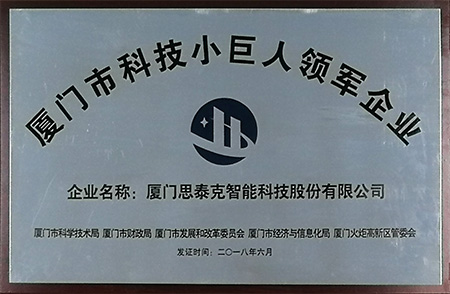 厦门市科技小巨人领军企业
企业名称：厦门思泰克智能科技股份有限公司
厦门市科学技术局 厦门市财政局 厦门市发展和改革委员会 厦门市经济与信息化局 厦门火炬高新区管委会
发证时间：二〇一八年六月